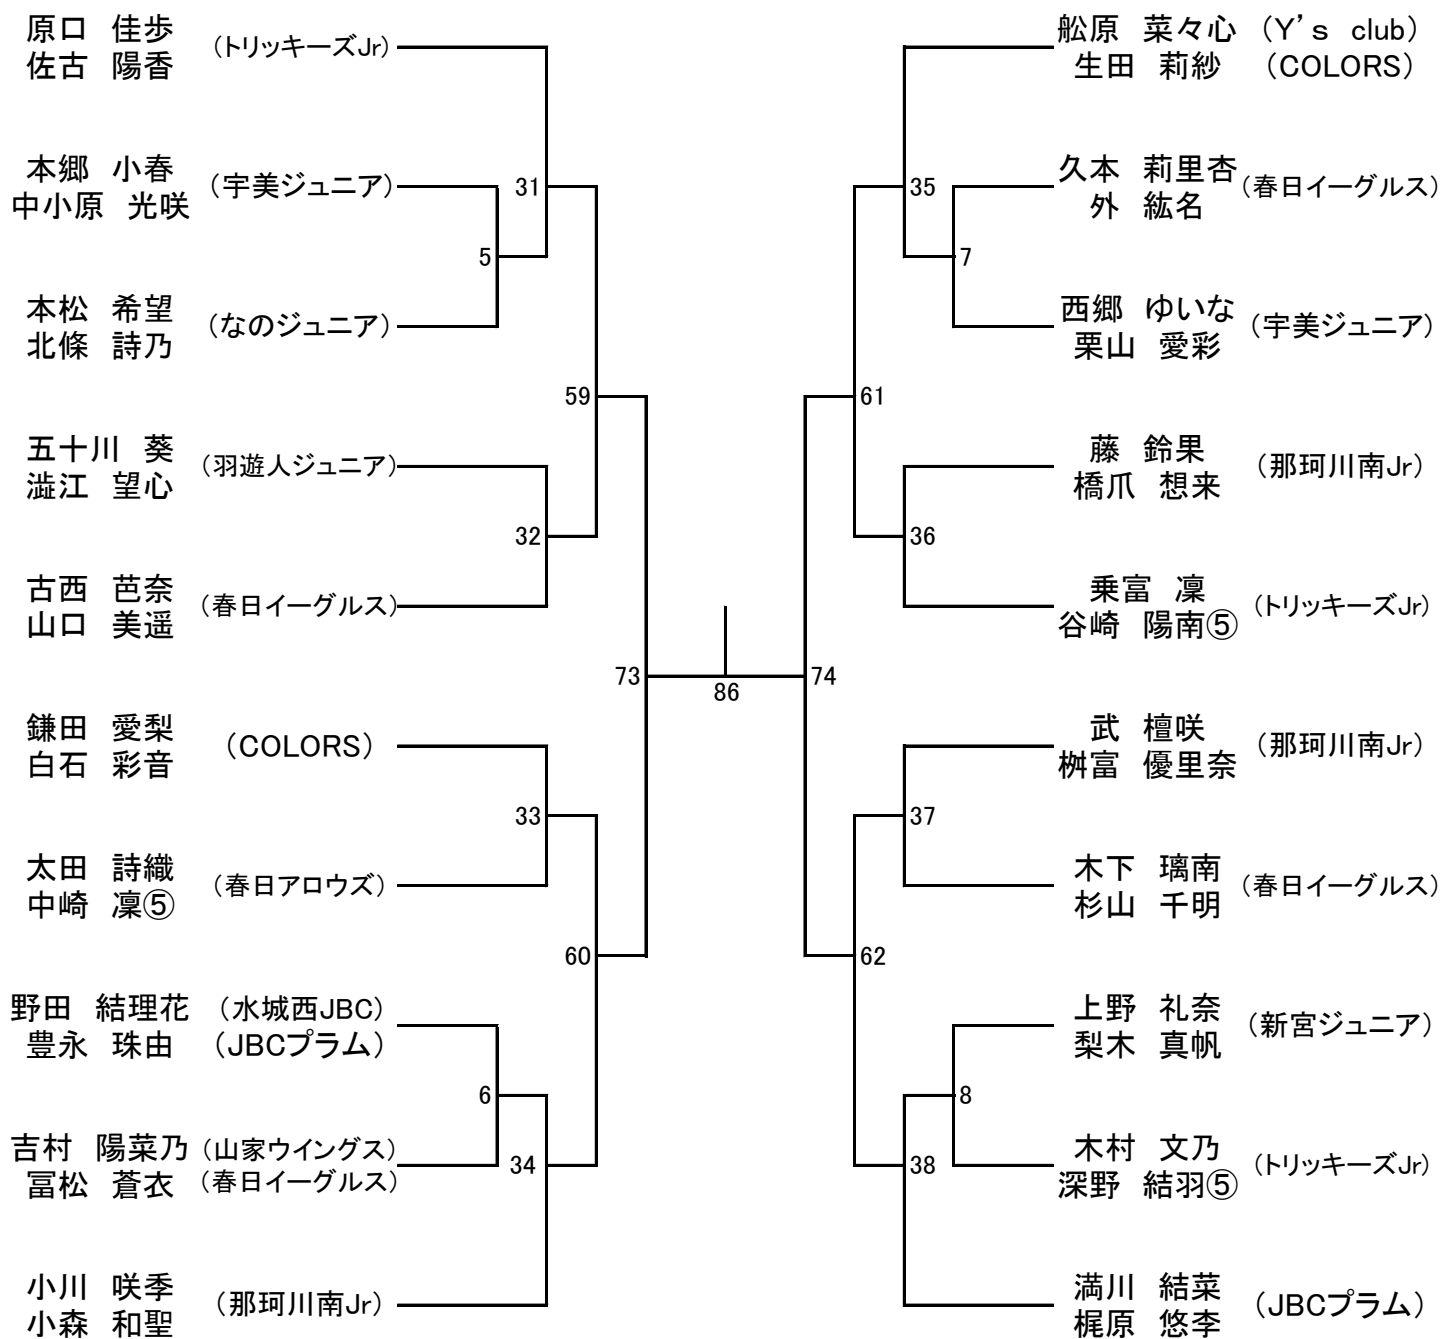 原口 佳歩 (トリッキーズJr)
佐古 陽香
本郷 小春 (宇美ジュニア)
中小原 光咲
31
5
本松 希望 (なのジュニア)
北條 詩乃
59
五十川 葵 (羽遊人ジュニア)
澁江 望心
32
古西 芭奈 (春日イーグルス)
山口 美遥
73
鎌田 愛梨 (COLORS)
白石 彩音
33
太田 詩織 (春日アロウズ)
中崎 凜⑤
60
野田 結理花 (水城西JBC)
豊永 珠由 (JBCプラム)
6
吉村 陽菜乃 (山家ウイングス)
冨松 蒼衣 (春日イーグルス)
34
小川 咲季 (那珂川南Jr)
小森 和聖
86
舩原 菜々心 (Y’s club)
生田 莉紗 (COLORS)
35
久本 莉里杏 (春日イーグルス)
外 紘名
7
西郷 ゆいな (宇美ジュニア)
栗山 愛彩
61
藤 鈴果 (那珂川南Jr)
橋爪 想来
36
乗富 凜 (トリッキーズJr)
谷崎 陽南⑤
74
武 檀咲 (那珂川南Jr)
桝富 優里奈
37
木下 璃南 (春日イーグルス)
杉山 千明
62
上野 礼奈 (新宮ジュニア)
梨木 真帆
8
木村 文乃 (トリッキーズJr)
深野 結羽⑤
38
満川 結菜 (JBCプラム)
梶原 悠李